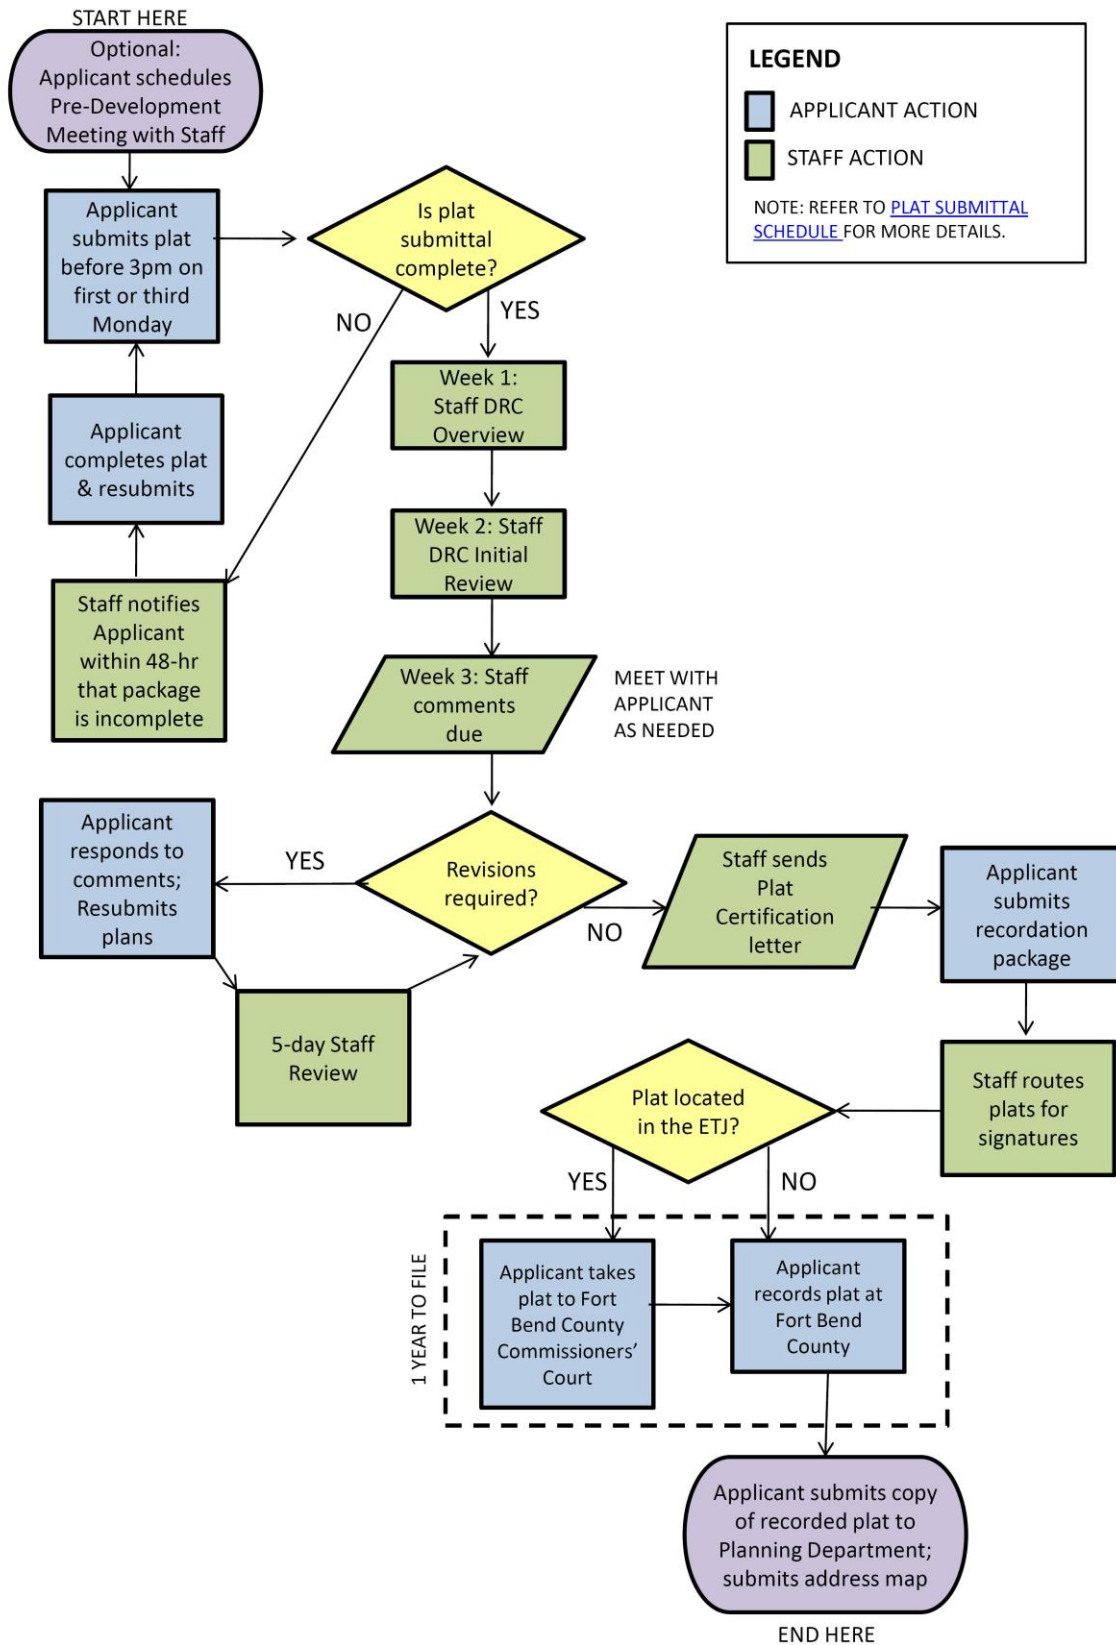 START HERE
Optional:
Applicant schedules
Pre-Development
Meeting with Staff
LEGEND
APPLICANT ACTION
STAFF ACTION
NOTE: REFER TO PLAT SUBMITTAL
SCHEDULE FOR MORE DETAILS.
Applicant
submits plat
before 3pm on
first or third
Monday
Is plat
submittal
complete?
NO
YES
Week 1:
Staff DRC
Overview
Applicant
completes plat
& resubmits
Week 2: Staff
DRC Initial
Review
Staff notifies
Applicant
within 48-hr
that package
is incomplete
Week 3: Staff
comments
due
MEET WITH
APPLICANT
AS NEEDED
Applicant
responds to
comments;
Resubmits
plans
YES
Revisions
required?
NO
Staff sends
Plat
Certification
letter
Applicant
submits
recordation
package
5-day Staff
Review
Plat located
in the ETJ?
Staff routes
plats for
signatures
YES
NO
1 YEAR TO FILE
Applicant takes
plat to Fort
Bend County
Commissioners’
Court
Applicant
records plat at
Fort Bend
County
Applicant submits copy
of recorded plat to
Planning Department;
submits address map
END HERE